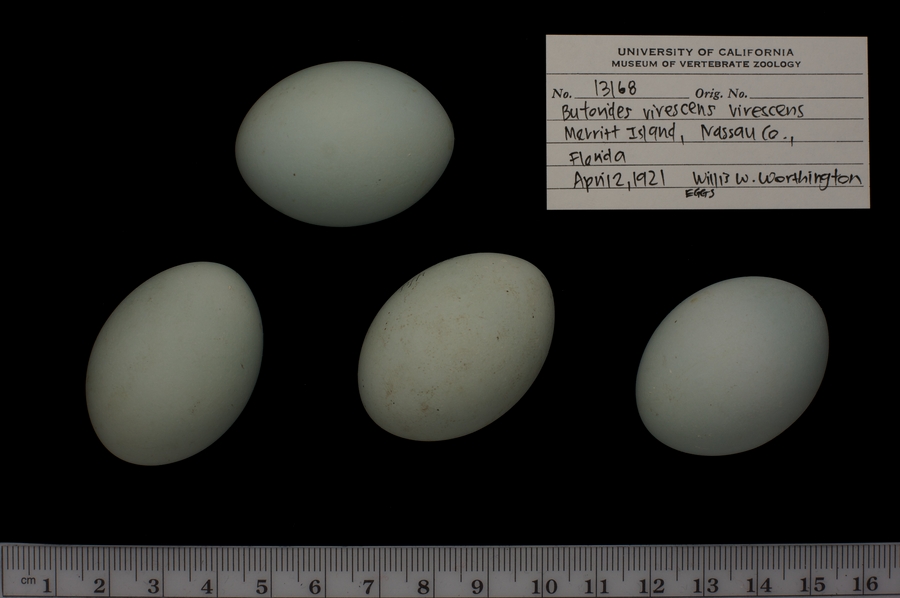 UNIVERSITY OF CALIFORNIA
MUSEUM OF VERTEBRATE ZOOLOGY
No. 13168 Orig. No.
Butorides virescens virescens
Merritt Island, Nassau Co.,
Florida
April 2, 1921 Willis W. Worthington
EGGS
cm 1 2 3 4 5 6 7 8 9 10 11 12 13 14 15 16